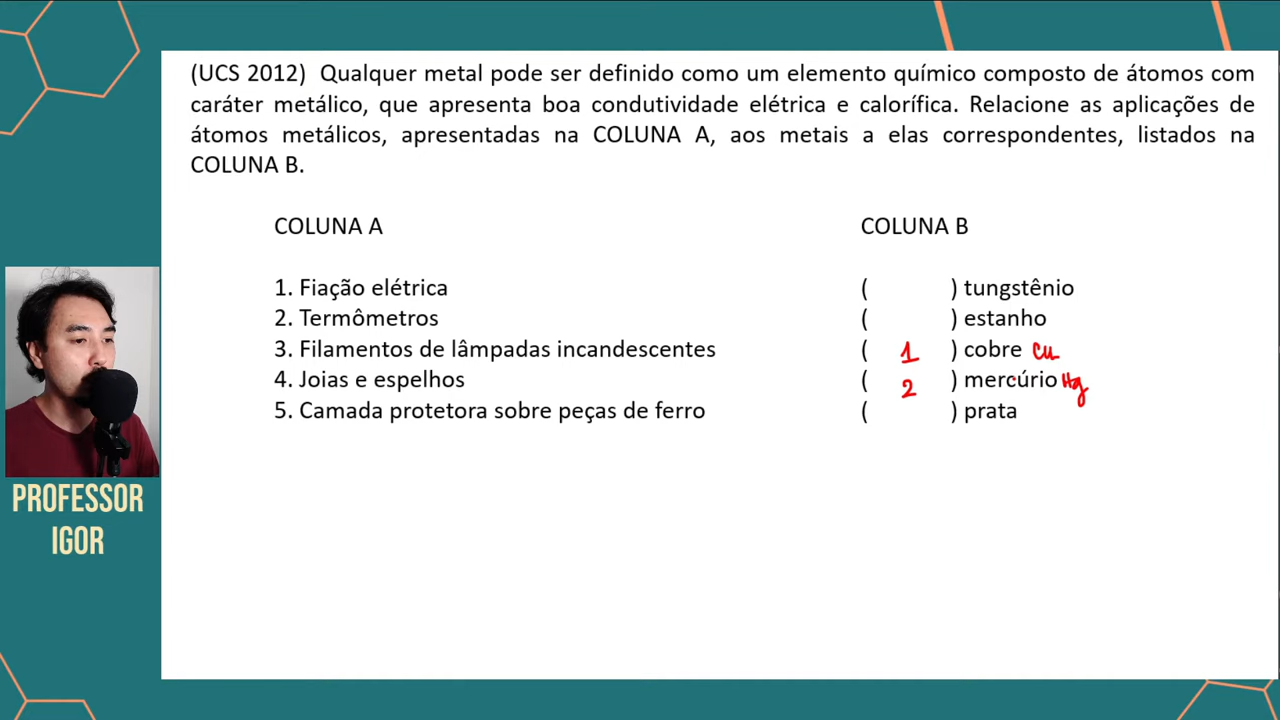 (UCS 2012) Qualquer metal pode ser definido como um elemento químico composto de átomos com
caráter metálico, que apresenta boa condutividade elétrica e calorífica. Relacione as aplicações de
átomos metálicos, apresentadas na COLUNA A, aos metais a elas correspondentes, listados na
COLUNA B.
COLUNA A COLUNA B
1. Fiação elétrica ( ) tungstênio
2. Termômetros ( ) estanho
3. Filamentos de lâmpadas incandescentes ( 1 ) cobre Cu
4. Joias e espelhos ( 2 ) mercúrio Hg
5. Camada protetora sobre peças de ferro ( ) prata
PROFESSOR
IGOR